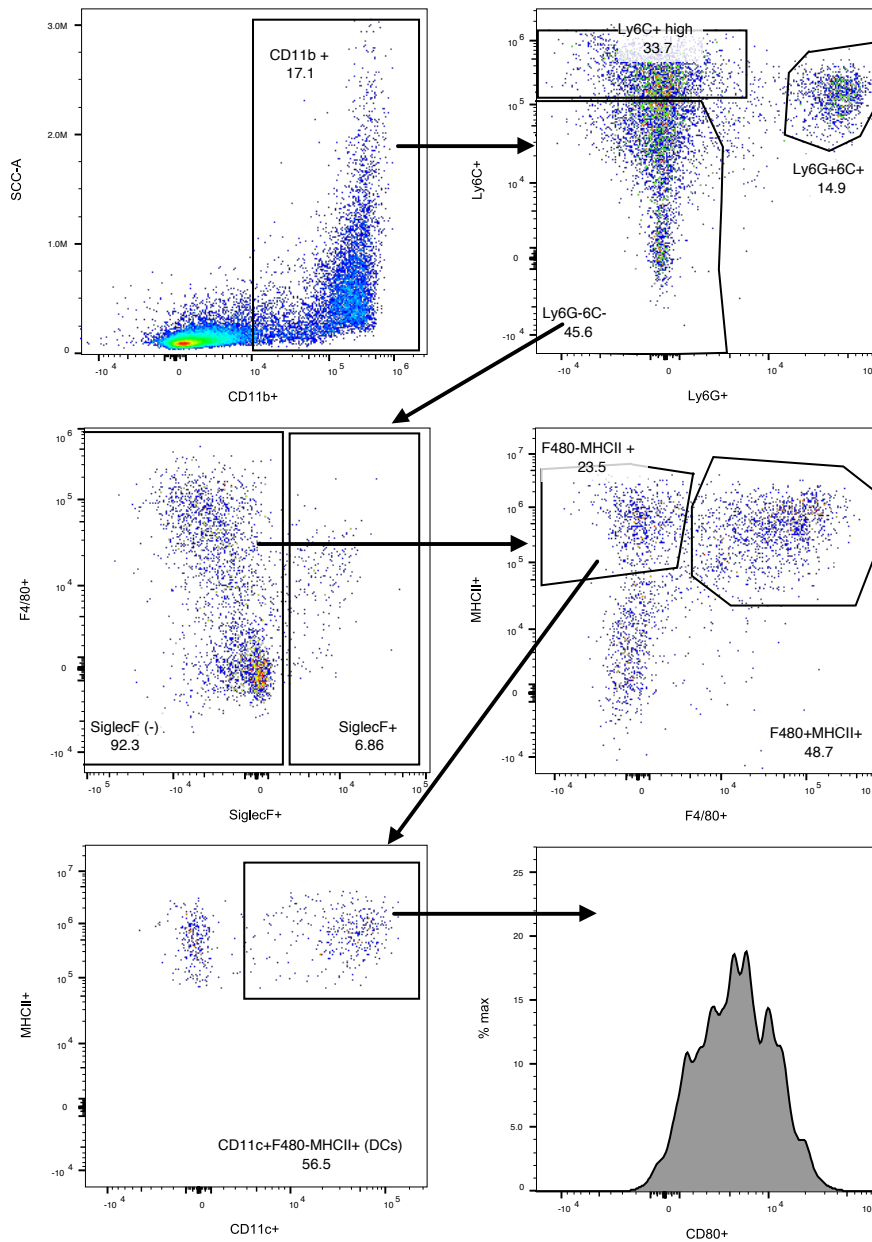 3.0M
CD11b +
17.1
2.0M
SCC-A
1.0M
0
-10 4
0
10 4
10 5
10 6
CD11b+
Ly6C+ high
33.7
10 6
10 5
Ly6C+
10 4
0
-10 4
Ly6G+6C+
14.9
Ly6G-6C-
45.6
-10 4
0
10 4
10 5
Ly6G+
10 6
10 5
F4/80+
10 4
0
-10 4
SiglecF (-)
92.3
SiglecF+
6.86
-10 5
-10 4
0
10 4
10 5
SiglecF+
F480-MHCII +
23.5
10 7
10 6
10 5
MHCII+
10 4
0
-10 4
F480+MHCII+
48.7
-10 4
0
10 4
10 5
F4/80+
10 7
10 6
10 5
MHCII+
10 4
0
-10 4
CD11c+F480-MHCII+ (DCs)
56.5
-10 4
0
10 4
10 5
CD11c+
25
20
15
% max
10
5.0
0
-10 4
0
10 4
10 5
CD80+